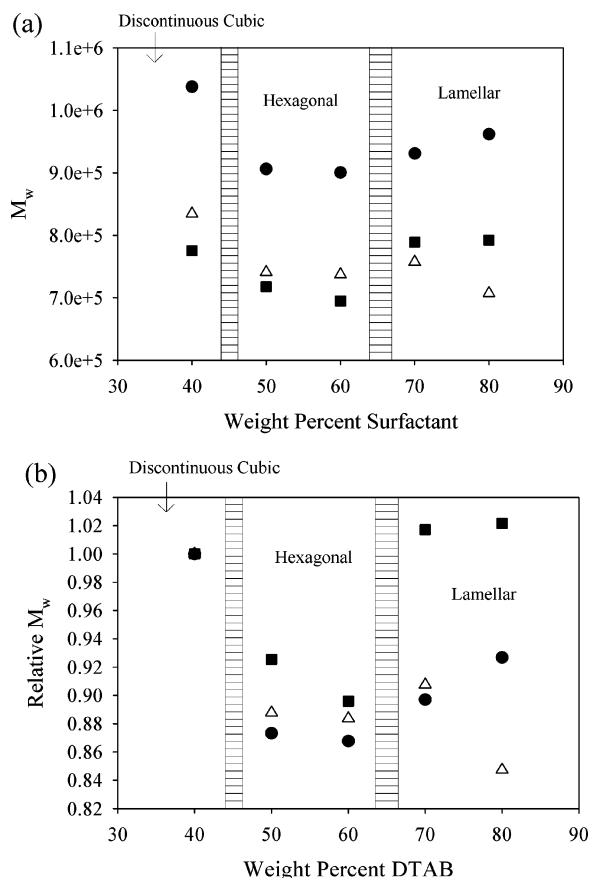 (a)
Discontinuous Cubic
1.1e+6
1.0e+6
9.0e+5
8.0e+5
7.0e+5
6.0e+5
Mw
Hexagonal
Lamellar
30 40 50 60 70 80 90
Weight Percent Surfactant
(b)
Discontinuous Cubic
1.04
1.02
1.00
0.98
0.96
0.94
0.92
0.90
0.88
0.86
0.84
0.82
Relative Mw
Hexagonal
Lamellar
30 40 50 60 70 80 90
Weight Percent DTAB